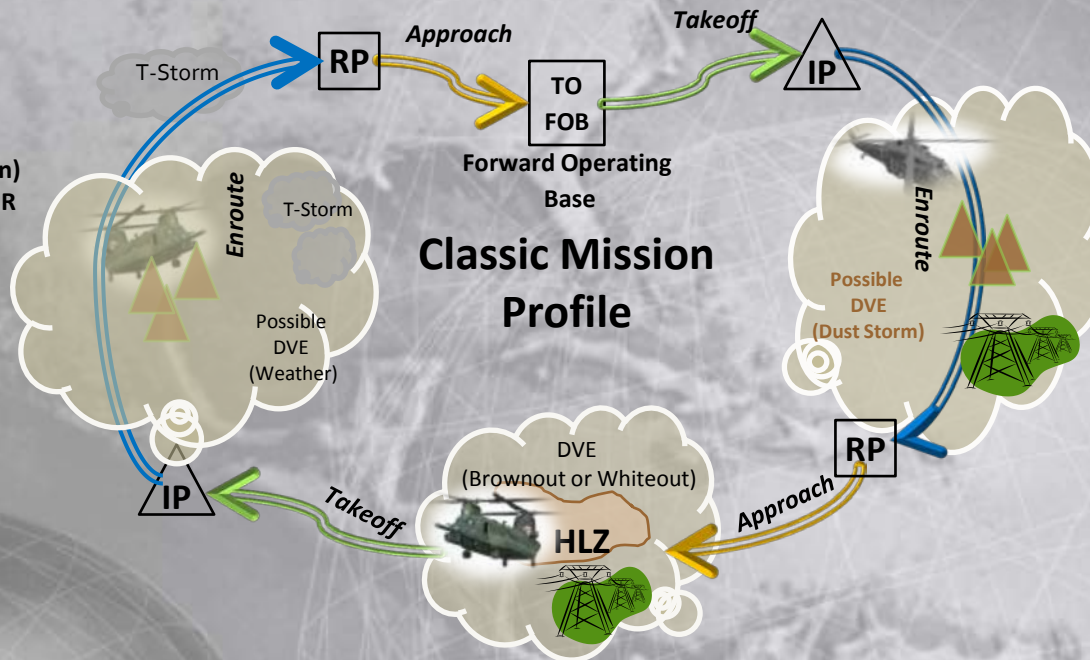 Approach
Takeoff
T-Storm
RP
IP
TO
FOB
Forward Operating
Base
n)
R
Enroute
T-Storm
Possible
DVE
(Weather)
Classic Mission
Profile
Enroute
Possible
DVE
(Dust Storm)
RP
Approach
DVE
(Brownout or Whiteout)
HLZ
Takeoff
IP